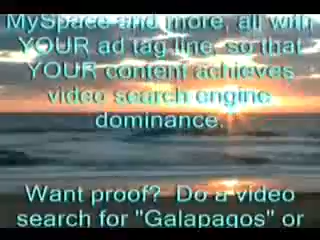 MySpace and more, all with
YOUR ad tag line, so that
YOUR content achieves
video search engine
dominance.
Want proof?  Do a video
search for "Galapagos" or